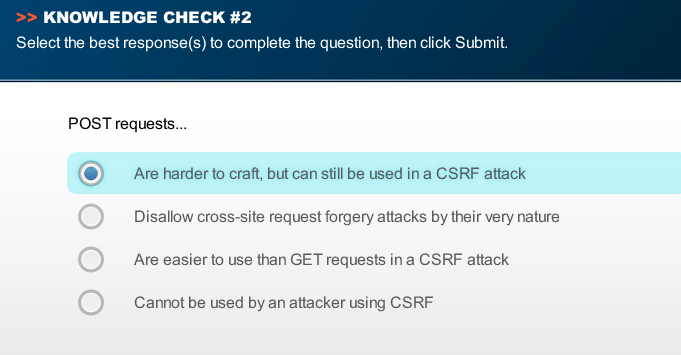 >> KNOWLEDGE CHECK #2
Select the best response(s) to complete the question, then click Submit.
POST requests...
Are harder to craft, but can still be used in a CSRF attack
Disallow cross-site request forgery attacks by their very nature
Are easier to use than GET requests in a CSRF attack
Cannot be used by an attacker using CSRF